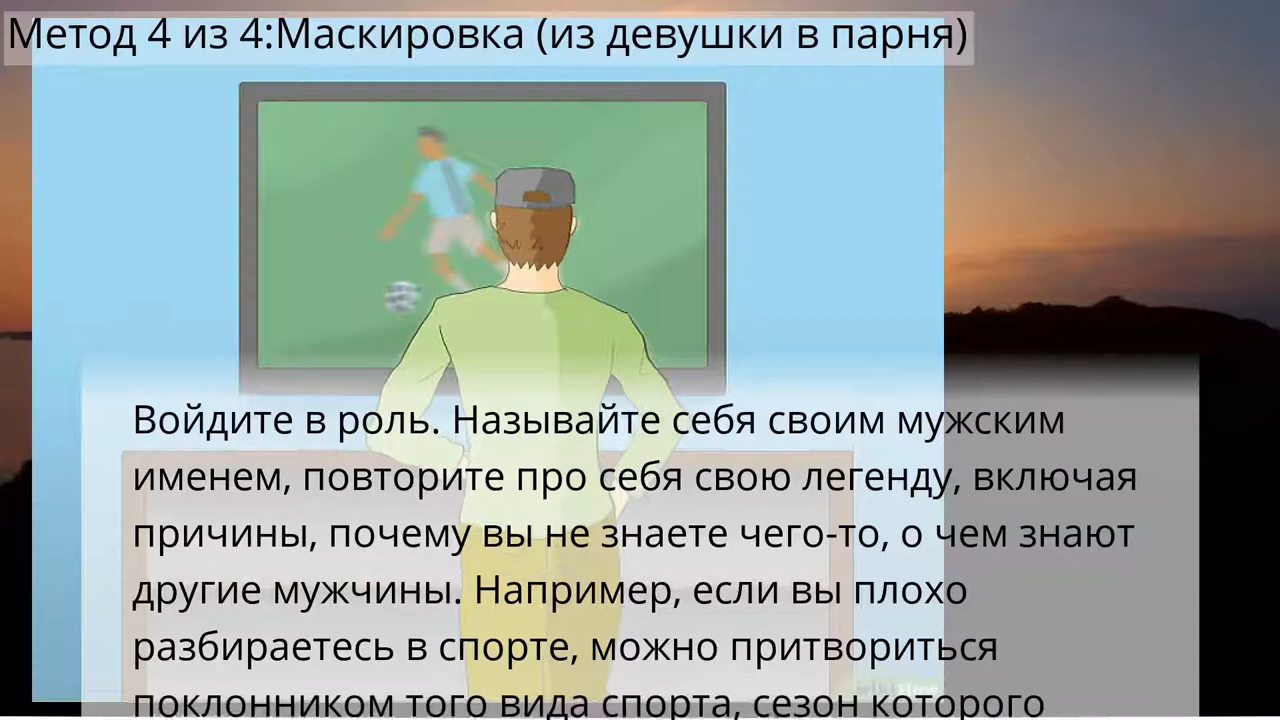 Метод 4 из 4:Маскировка (из девушки в парня)
Войдите в роль. Называйте себя своим мужским
именем, повторите про себя свою легенду, включая
причины, почему вы не знаете чего-то, о чем знают
другие мужчины. Например, если вы плохо
разбираетесь в спорте, можно притвориться
поклонником того вида спорта, сезон которого